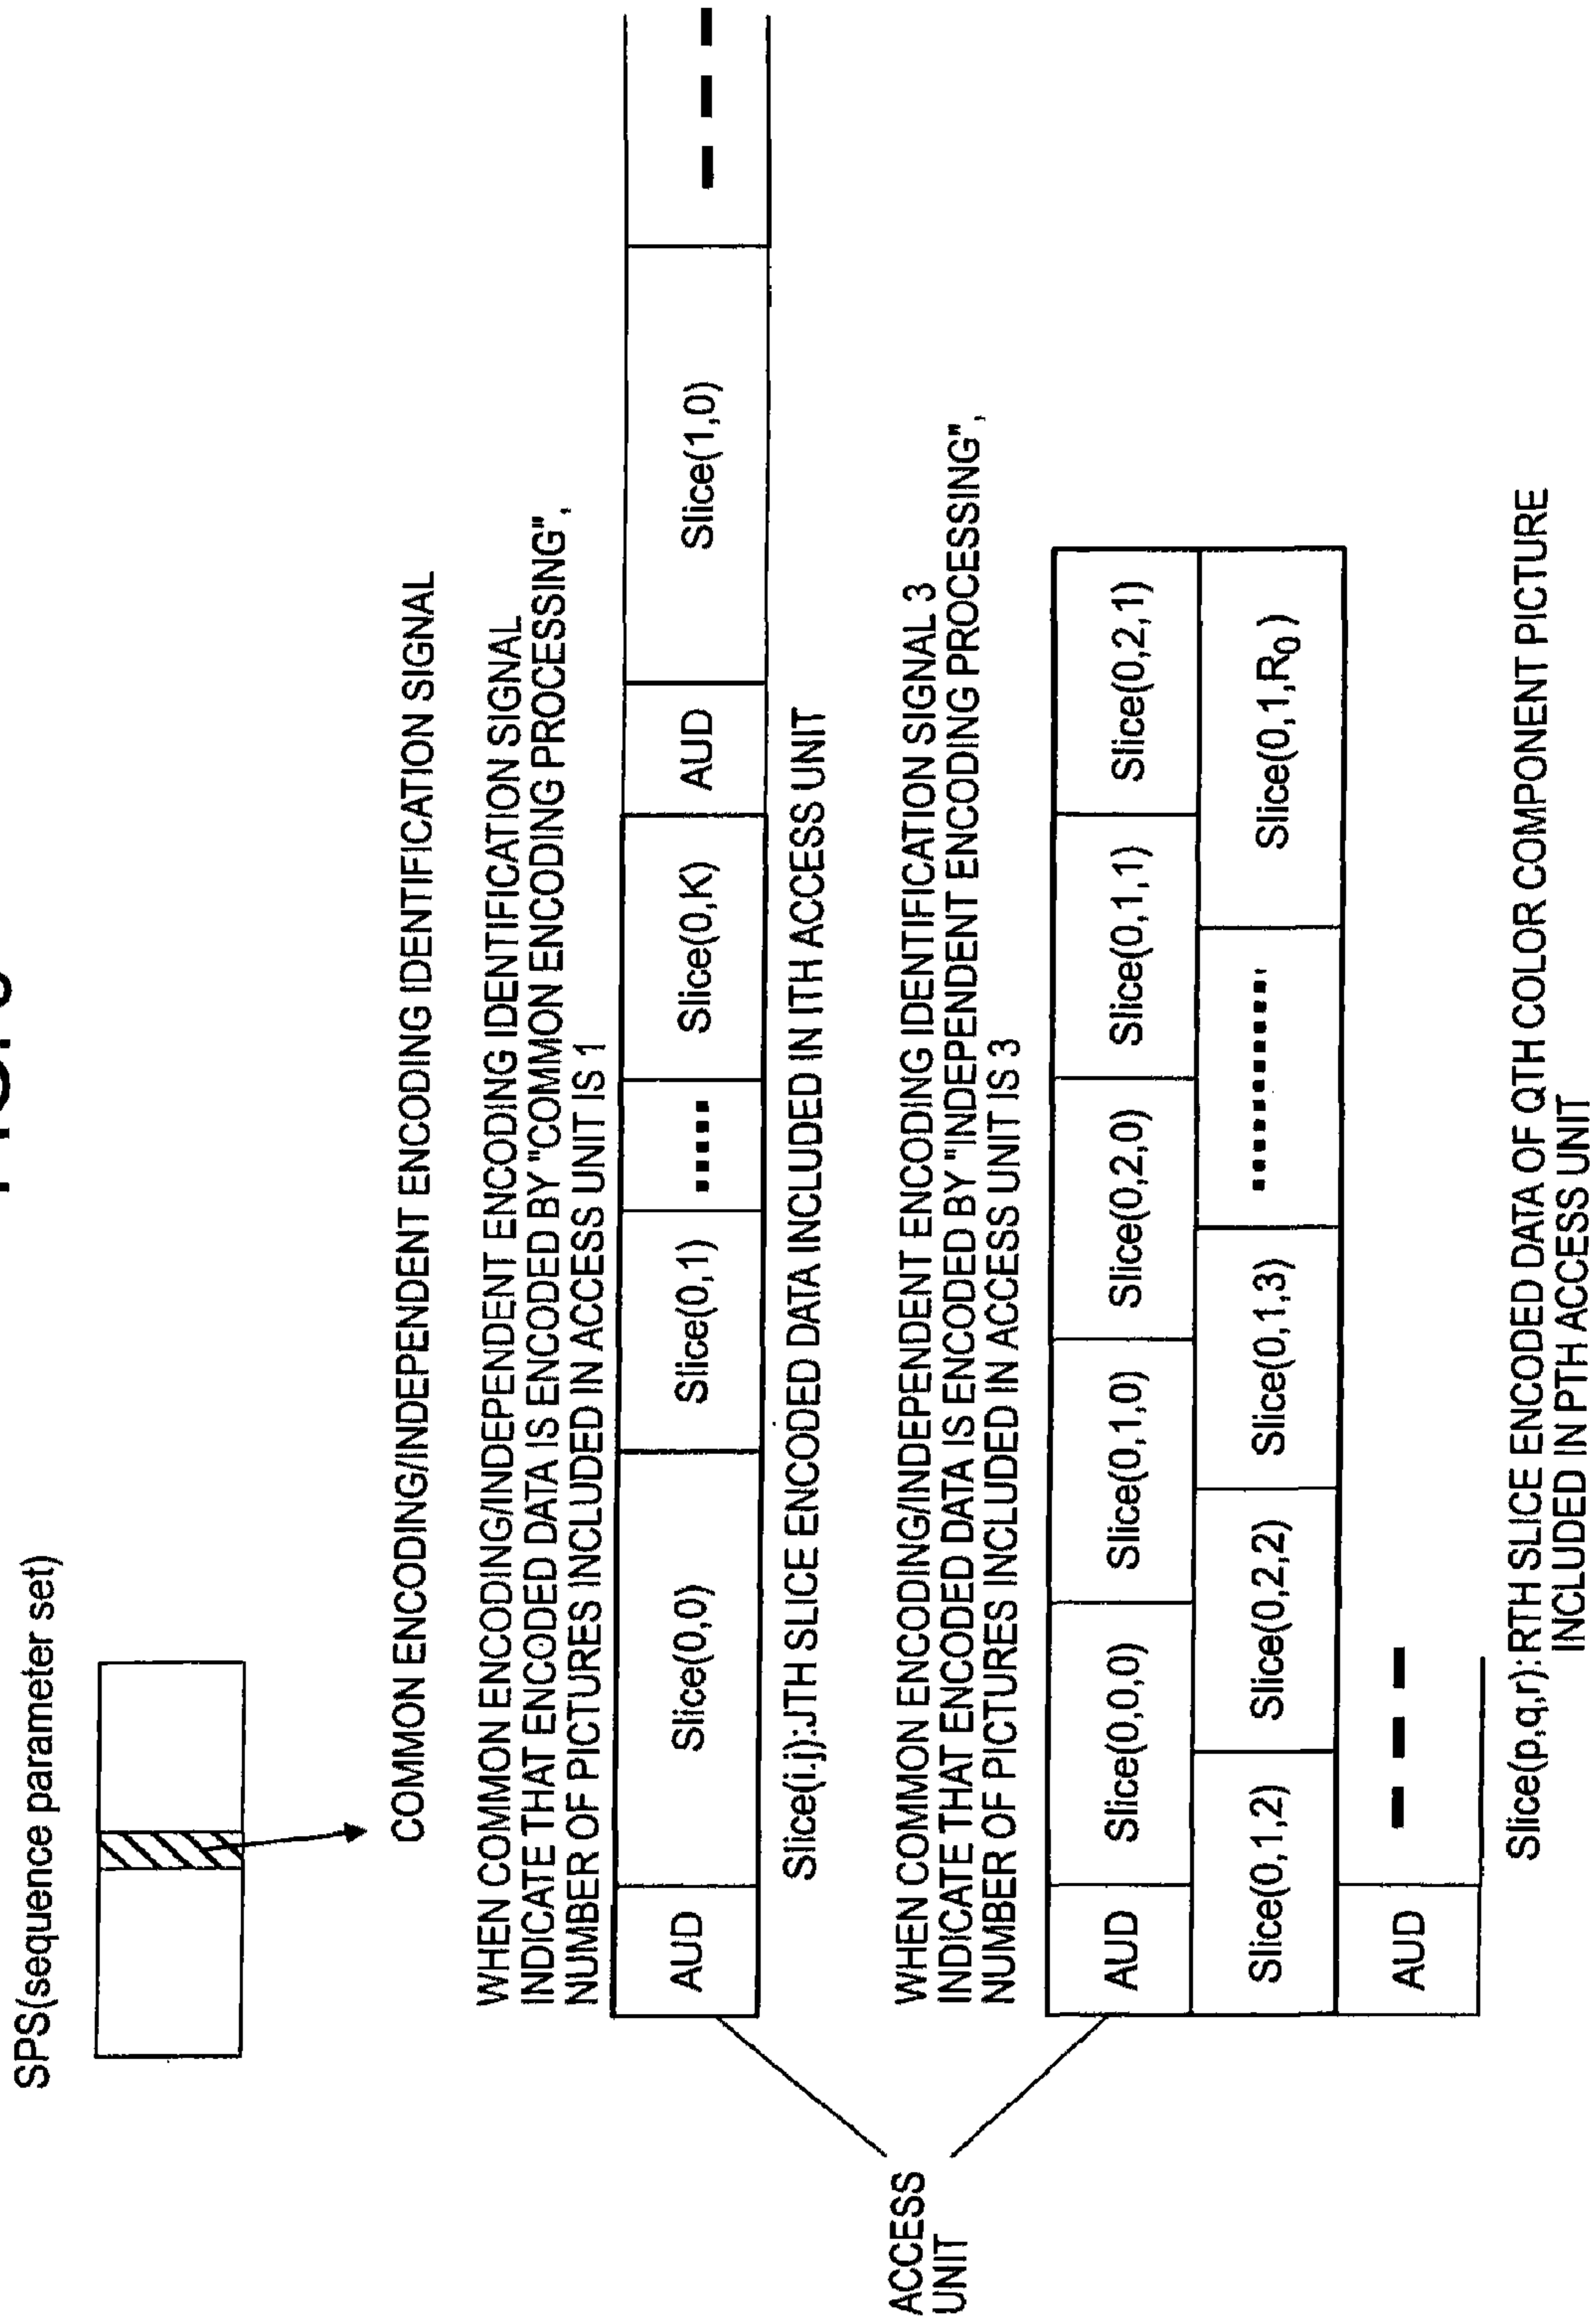 SPS(sequence parameter set)
COMMON ENCODING/INDEPENDENT ENCODING IDENTIFICATION SIGNAL
WHEN COMMON ENCODING/INDEPENDENT ENCODING IDENTIFICATION SIGNAL
INDICATE THAT ENCODED DATA IS ENCODED BY "COMMON ENCODING PROCESSING",
NUMBER OF PICTURES INCLUDED IN ACCESS UNIT IS 1
AUD
Slice(0,0)
Slice(0,1)
Slice(0,K)
AUD
Slice(1,0)
Slice(i.j):JTH SLICE ENCODED DATA INCLUDED IN ITH ACCESS UNIT
ACCESS
UNIT
WHEN COMMON ENCODING/INDEPENDENT ENCODING IDENTIFICATION SIGNAL 3
INDICATE THAT ENCODED DATA IS ENCODED BY "INDEPENDENT ENCODING PROCESSING",
NUMBER OF PICTURES INCLUDED IN ACCESS UNIT IS 3
AUD
Slice(0,0,0)
Slice(0,1,0)
Slice(0,2,0)
Slice(0,1,1)
Slice(0,2,1)
Slice(0,1,2)
Slice(0,2,2)
Slice(0,1,3)
Slice(0,1,R0)
AUD
Slice(p,q,r):RTH SLICE ENCODED DATA OF QTH COLOR COMPONENT PICTURE
INCLUDED IN PTH ACCESS UNIT